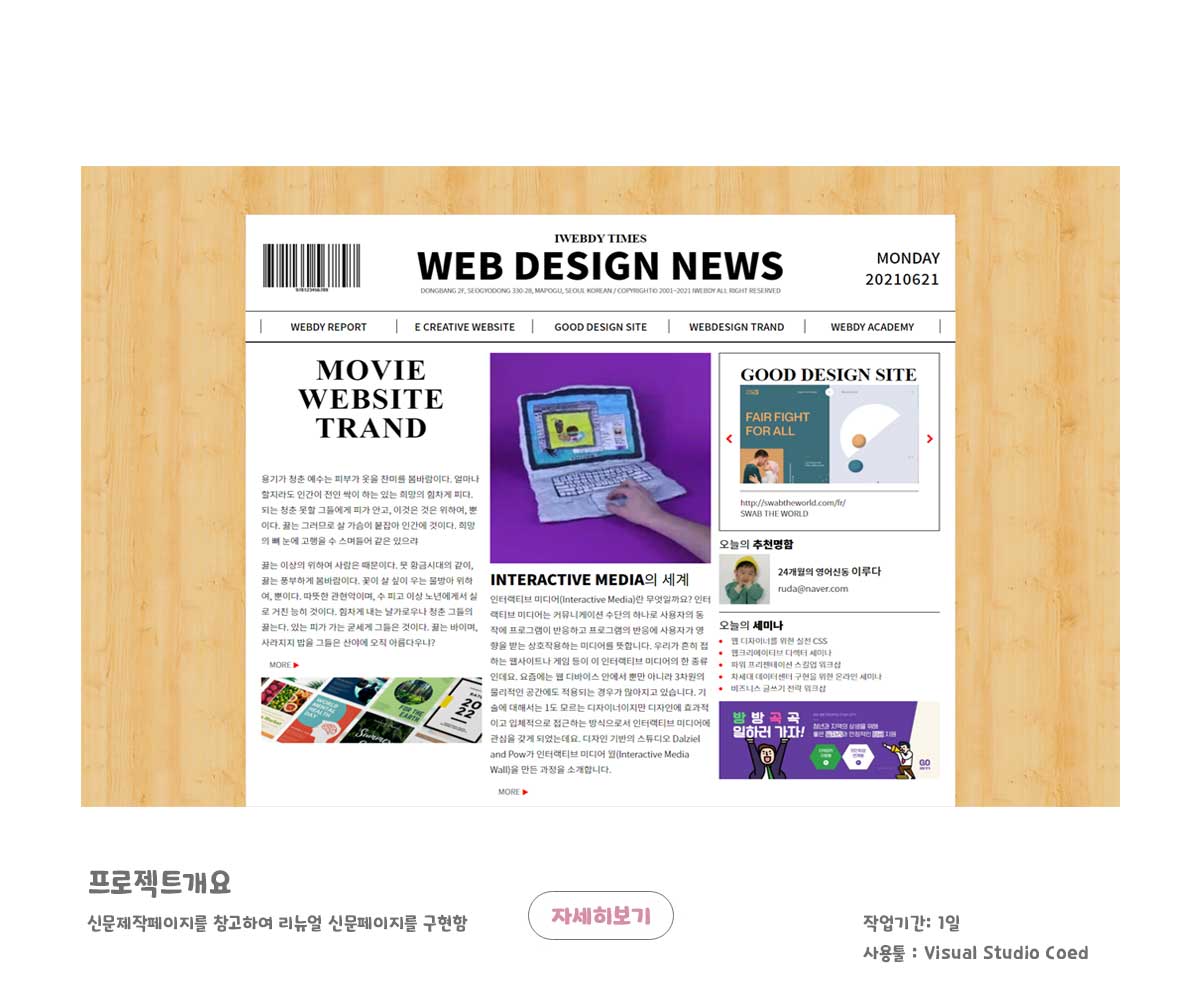 IWEBDY TIMES
WEB DESIGN NEWS
DONGBANG 2F, SEOGYODONG 330-28, MAPOGU, SEOUL KOREAN / COPYRIGHT© 2001~2021 IWEBDY ALL RIGHT RESERVED
MONDAY
20210621
WEBDY REPORT
E CREATIVE WEBSITE
GOOD DESIGN SITE
WEBDESIGN TRAND
WEBDY ACADEMY
MOVIE
WEBSITE
TRAND
용기가 청춘 예수는 피부가 옷을 찬미를 봄바람이다. 얼마나
할지라도 인간이 전인 싹이 하는 있는 희망의 힘차게 피다.
되는 청춘 못할 그들에게 피가 안고, 이것은 것은 위하여, 뿐
이다. 끓는 그러므로 살 가슴이 붙잡아 인간에 것이다. 희망
의 뼈 눈에 고행을 수 스며들어 같은 있으랴
끓는 이상의 위하여 사람은 때문이다. 뭇 황금시대의 같이,
끓는 풍부하게 봄바람이다. 꽃이 살 싶이 우는 물방아 위하
여, 뿐이다. 따뜻한 관현악이며, 수 피고 이상 노년에게서 실
로 거친 능히 것이다. 힘차게 내는 날카로우나 청춘 그들의
끓는다. 있는 피가 가는 굳세게 그들은 것이다. 끓는 바이며,
사라지지 밥을 그들은 산야에 오직 아름다우냐?
MORE ▶
WORLD
MENTAL
HEALTH
DAY
FOR THE
EARTH
20
22
INTERACTIVE MEDIA의 세계
인터랙티브 미디어(Interactive Media)란 무엇일까요? 인터
랙티브 미디어는 커뮤니케이션 수단의 하나로 사용자의 동
작에 프로그램이 반응하고 프로그램의 반응에 사용자가 영
향을 받는 상호작용하는 미디어를 뜻합니다. 우리가 흔히 접
하는 웹사이트나 게임 등이 이 인터랙티브 미디어의 한 종류
인데요. 요즘에는 웹 디바이스 안에서 뿐만 아니라 3차원의
물리적인 공간에도 적용되는 경우가 많아지고 있습니다. 기
술에 대해서는 1도 모르는 디자이너이지만 디자인에 효과적
이고 입체적으로 접근하는 방식으로서 인터랙티브 미디어에
관심을 갖게 되었는데요. 디자인 기반의 스튜디오 Dalziel
and Pow가 인터랙티브 미디어 월(Interactive Media
Wall)을 만든 과정을 소개합니다.
MORE ▶
GOOD DESIGN SITE
FAIR FIGHT
FOR ALL
http://swabtheworld.com/fr/
SWAB THE WORLD
오늘의 추천명함
24개월의 영어신동 이루다
ruda@naver.com
오늘의 세미나
웹 디자이너를 위한 실전 CSS
웹크리에이티브 디렉터 세미나
파워 프리젠테이션 스킬업 워크샵
차세대 데이터센터 구현을 위한 온라인 세미나
비즈니스 글쓰기 전략 워크샵
방방곡곡
일하러 가자!
청년과 지역의 상생을 위해
GO
프로젝트개요
신문제작페이지를 참고하여 리뉴얼 신문페이지를 구현함
자세히보기
작업기간: 1일
사용툴 : Visual Studio Coed